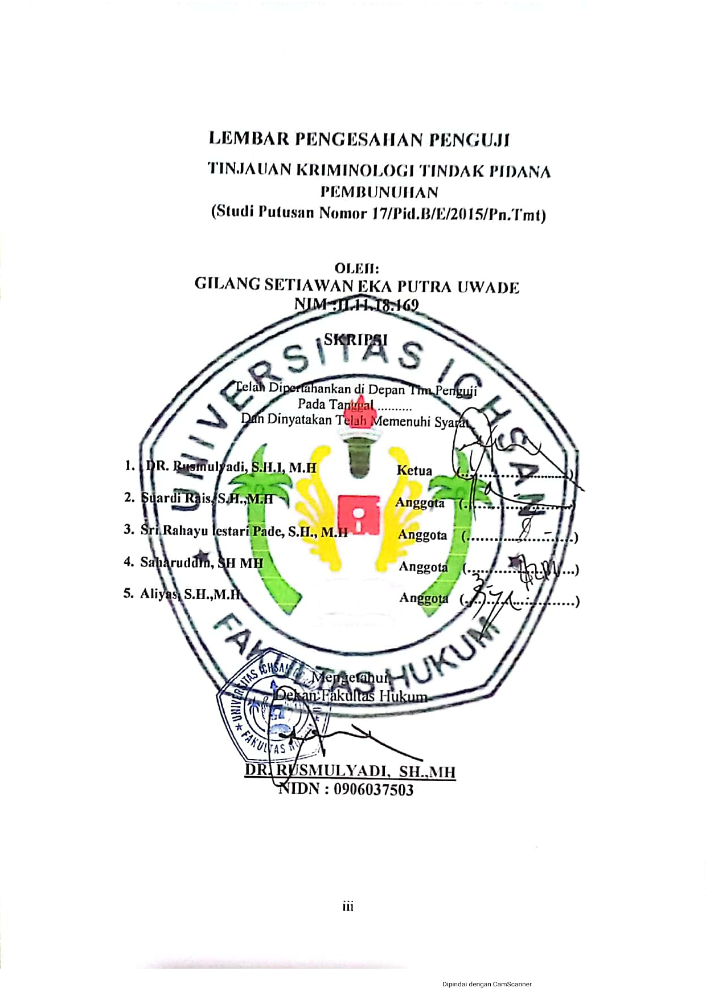 LEMBAR PENGESAHAN PENGUJI
TINJAUAN KRIMINOLOGI TINDAK PIDANA
PEMBUNUHAN
(Studi Putusan Nomor 17/Pid.B/E/2015/Pn.Tmt)
OLEH:
GILANG SETIAWAN EKA PUTRA UWADE
NIM :H.11.18.169
SKRIPSI
UNIVERSITAS ICHSAN
Telah Dipertahankan di Depan Tim Penguji
Pada Tanggal ..........
Dan Dinyatakan Telah Memenuhi Syarat
1. DR. Rusmulyadi, S.H.I, M.H Ketua (..............................)
2. Suardi Rais, S.H.,M.H Anggota (..............................)
3. Sri Rahayu lestari Pade, S.H., M.H Anggota (..............................)
4. Saharuddin, SH MH Anggota (..............................)
5. Aliyas, S.H.,M.H Anggota (..............................)
FAKULTAS HUKUM
Mengetahui
Dekan Fakultas Hukum
UNIVERSITAS ICHSAN
FAKULTAS
DR. RUSMULYADI, SH.,MH
NIDN : 0906037503
iii
Dipindai dengan CamScanner